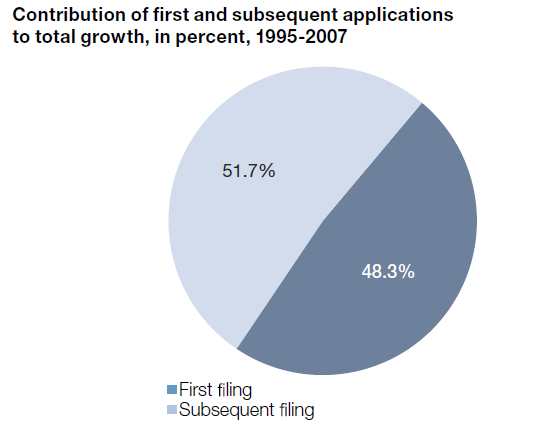 Contribution of first and subsequent applications
to total growth, in percent, 1995-2007
51.7%
48.3%
First filing
Subsequent filing